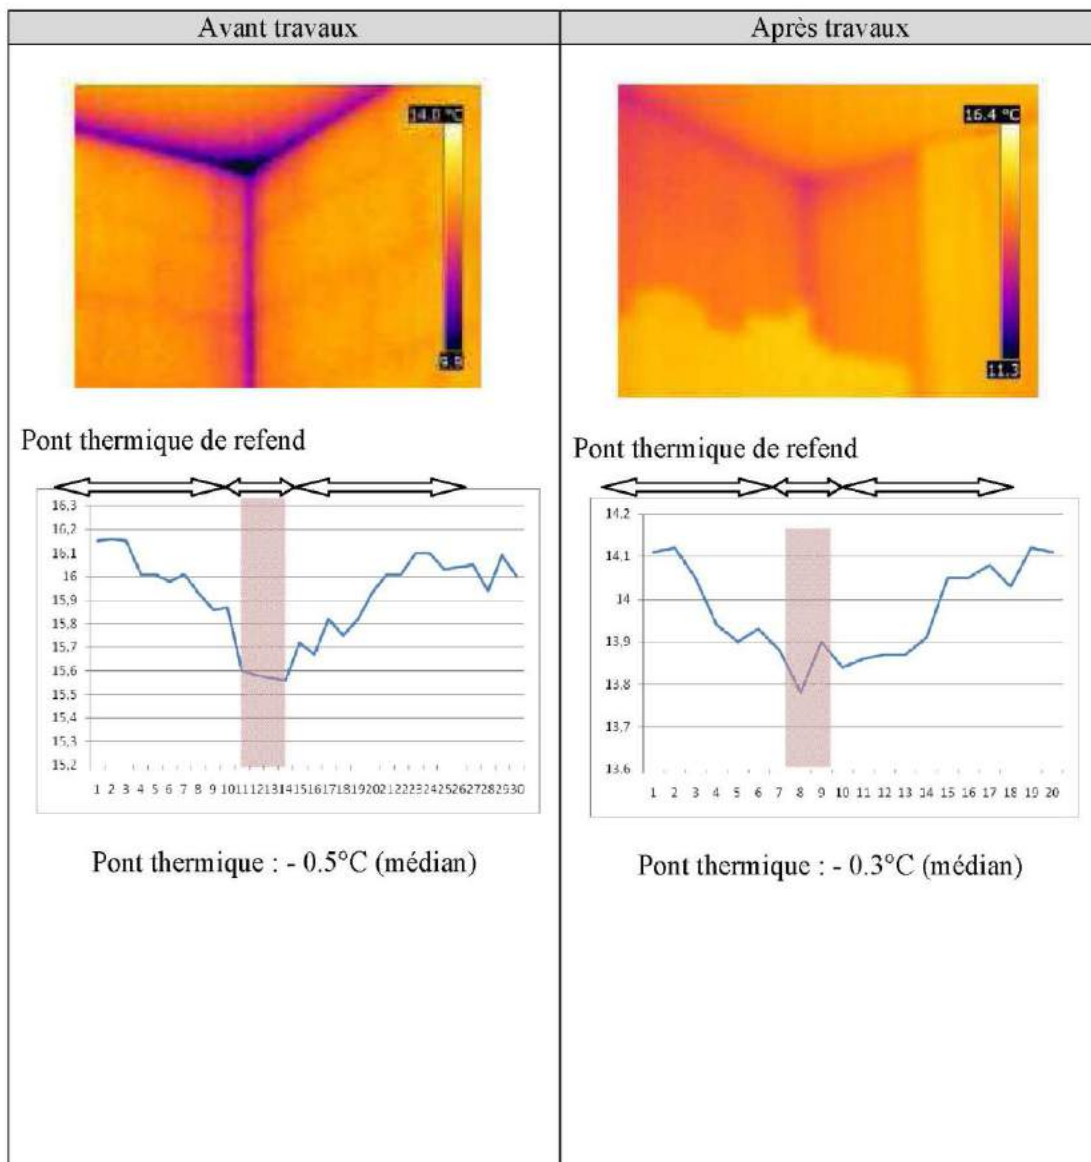 Avant travaux
Après travaux
14.0 °C
9.9
16.4 °C
11.3
Pont thermique de refend
16,3
16,2
16,1
16
15,9
15,8
15,7
15,6
15,5
15,4
15,3
15,2
1 2 3 4 5 6 7 8 9 10 11 12 13 14 15 16 17 18 19 20 21 22 23 24 25 26 27 28 29 30
Pont thermique : - 0.5°C (médian)
Pont thermique de refend
14,2
14,1
14
13,9
13,8
13,7
13,6
1 2 3 4 5 6 7 8 9 10 11 12 13 14 15 16 17 18 19 20
Pont thermique : - 0.3°C (médian)